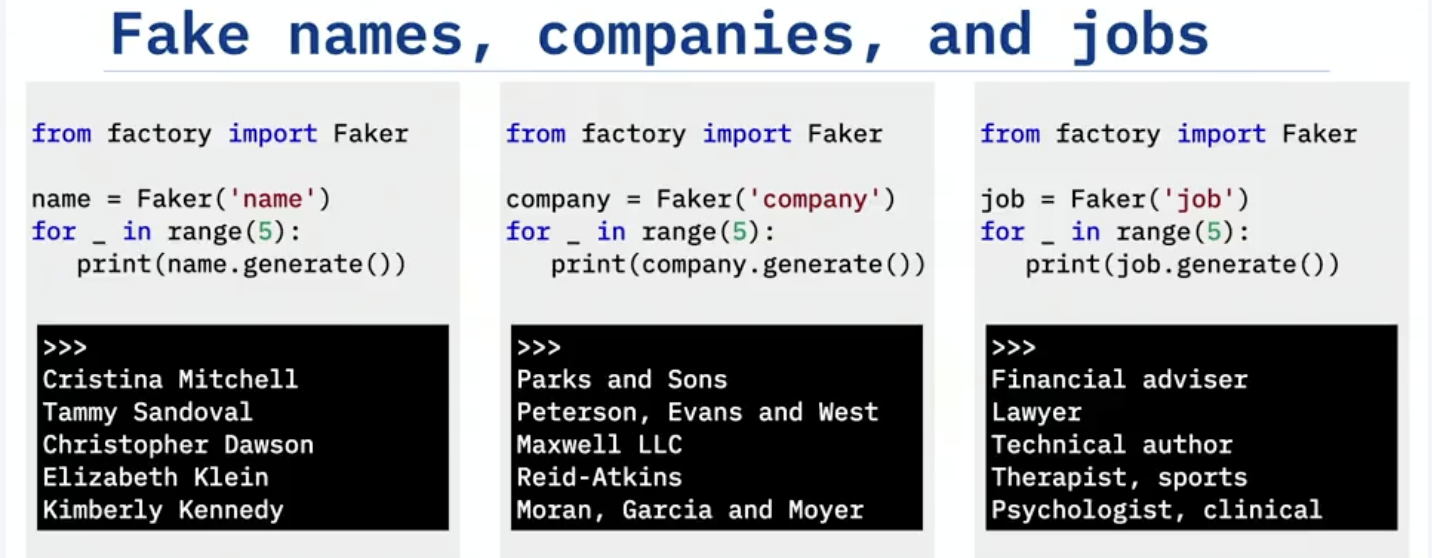 Fake names, companies, and jobs
from factory import Faker
name = Faker('name')
for _ in range(5):
   print(name.generate())
>>>
Cristina Mitchell
Tammy Sandoval
Christopher Dawson
Elizabeth Klein
Kimberly Kennedy
from factory import Faker
company = Faker('company')
for _ in range(5):
   print(company.generate())
>>>
Parks and Sons
Peterson, Evans and West
Maxwell LLC
Reid-Atkins
Moran, Garcia and Moyer
from factory import Faker
job = Faker('job')
for _ in range(5):
   print(job.generate())
>>>
Financial adviser
Lawyer
Technical author
Therapist, sports
Psychologist, clinical